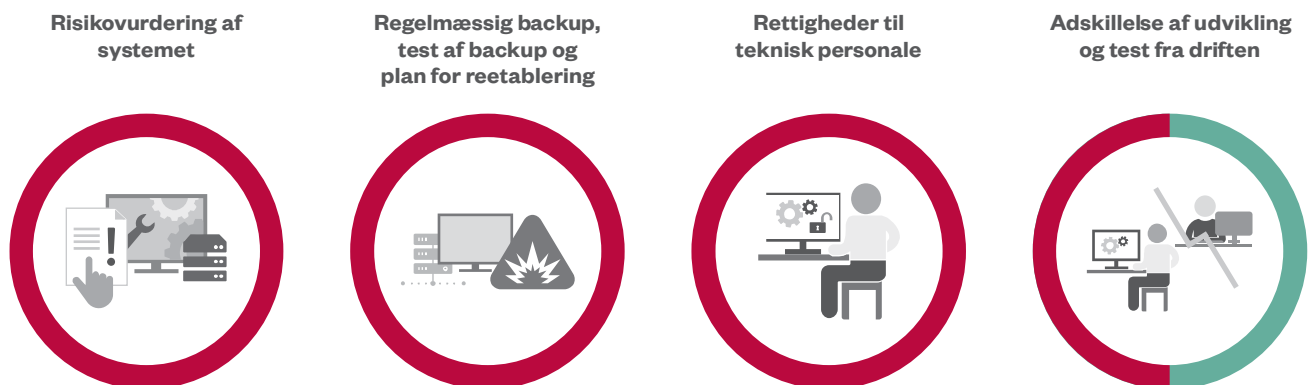 Risikovurdering af
systemet
Regelmæssig backup,
test af backup og
plan for reetablering
Rettigheder til
teknisk personale
Adskillelse af udvikling
og test fra driften